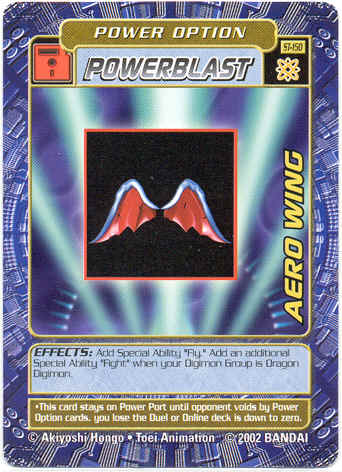 POWER OPTION
POWERBLAST
ST-150
0
AERO WING
EFFECTS: Add Special Ability "Fly." Add an additional
Special Ability "Fight" when your Digimon Group is Dragon
Digimon.
•This card stays on Power Port until opponent voids by Power
Option cards, you lose the Duel or Online deck is down to zero.
© Akiyoshi Hongo • Toei Animation • ©2002 BANDAI